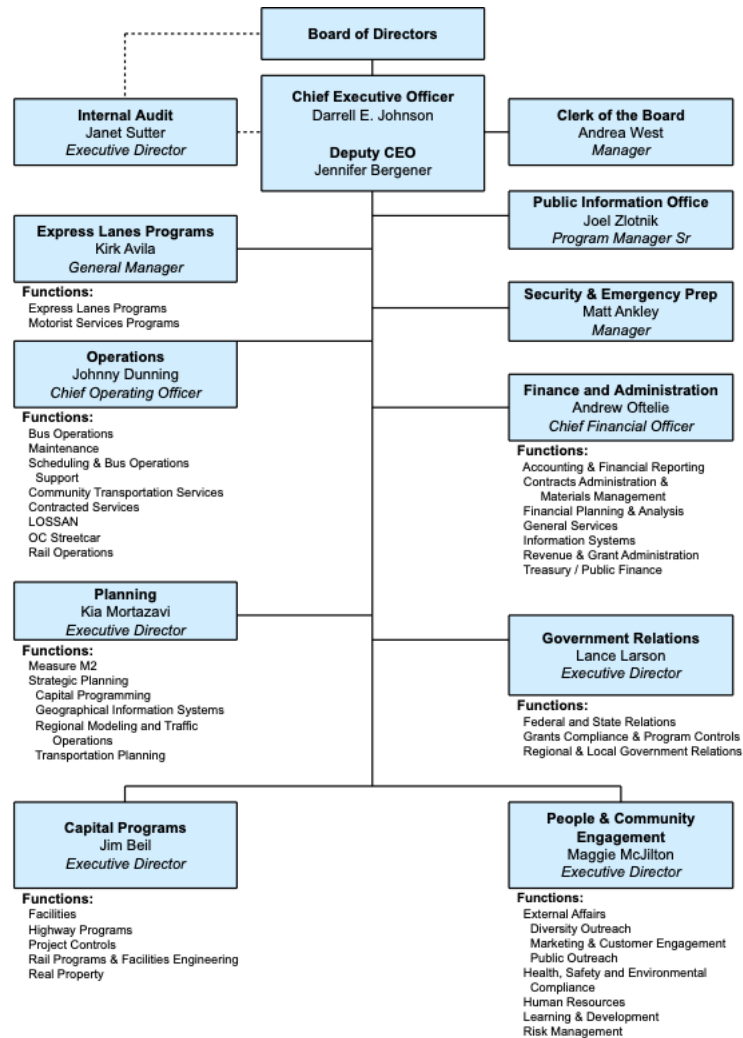 Board of Directors
Chief Executive Officer
Darrell E. Johnson
Deputy CEO
Jennifer Bergener
Internal Audit
Janet Sutter
Executive Director
Clerk of the Board
Andrea West
Manager
Public Information Office
Joel Zlotnik
Program Manager Sr
Express Lanes Programs
Kirk Avila
General Manager
Functions:
Express Lanes Programs
Motorist Services Programs
Security & Emergency Prep
Matt Ankley
Manager
Operations
Johnny Dunning
Chief Operating Officer
Functions:
Bus Operations
Maintenance
Scheduling & Bus Operations
Support
Community Transportation Services
Contracted Services
LOSSAN
OC Streetcar
Rail Operations
Finance and Administration
Andrew Oftelie
Chief Financial Officer
Functions:
Accounting & Financial Reporting
Contracts Administration &
Materials Management
Financial Planning & Analysis
General Services
Information Systems
Revenue & Grant Administration
Treasury / Public Finance
Planning
Kia Mortazavi
Executive Director
Functions:
Measure M2
Strategic Planning
Capital Programming
Geographical Information Systems
Regional Modeling and Traffic
Operations
Transportation Planning
Government Relations
Lance Larson
Executive Director
Functions:
Federal and State Relations
Grants Compliance & Program Controls
Regional & Local Government Relations
Capital Programs
Jim Beil
Executive Director
Functions:
Facilities
Highway Programs
Project Controls
Rail Programs & Facilities Engineering
Real Property
People & Community
Engagement
Maggie McJilton
Executive Director
Functions:
External Affairs
Diversity Outreach
Marketing & Customer Engagement
Public Outreach
Health, Safety and Environmental
Compliance
Human Resources
Learning & Development
Risk Management